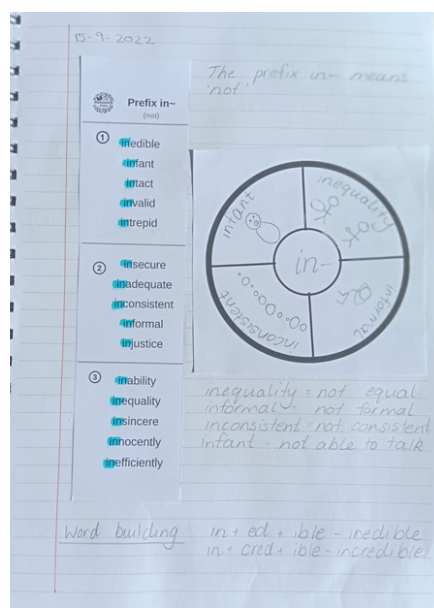 15-9-2022
The prefix in~ means
'not'
Prefix in~
(not)
1
inedible
infant
intact
invalid
intrepid
2
insecure
inadequate
inconsistent
informal
injustice
3
inability
inequality
insincere
innocently
inefficiently
infant
inequality
in-
inconsistent
informal
inequality = not equal
informal = not formal
inconsistent = not consistent
infant - not able to talk
Word building
in + ed + ible - inedible
in + cred + ible - incredible